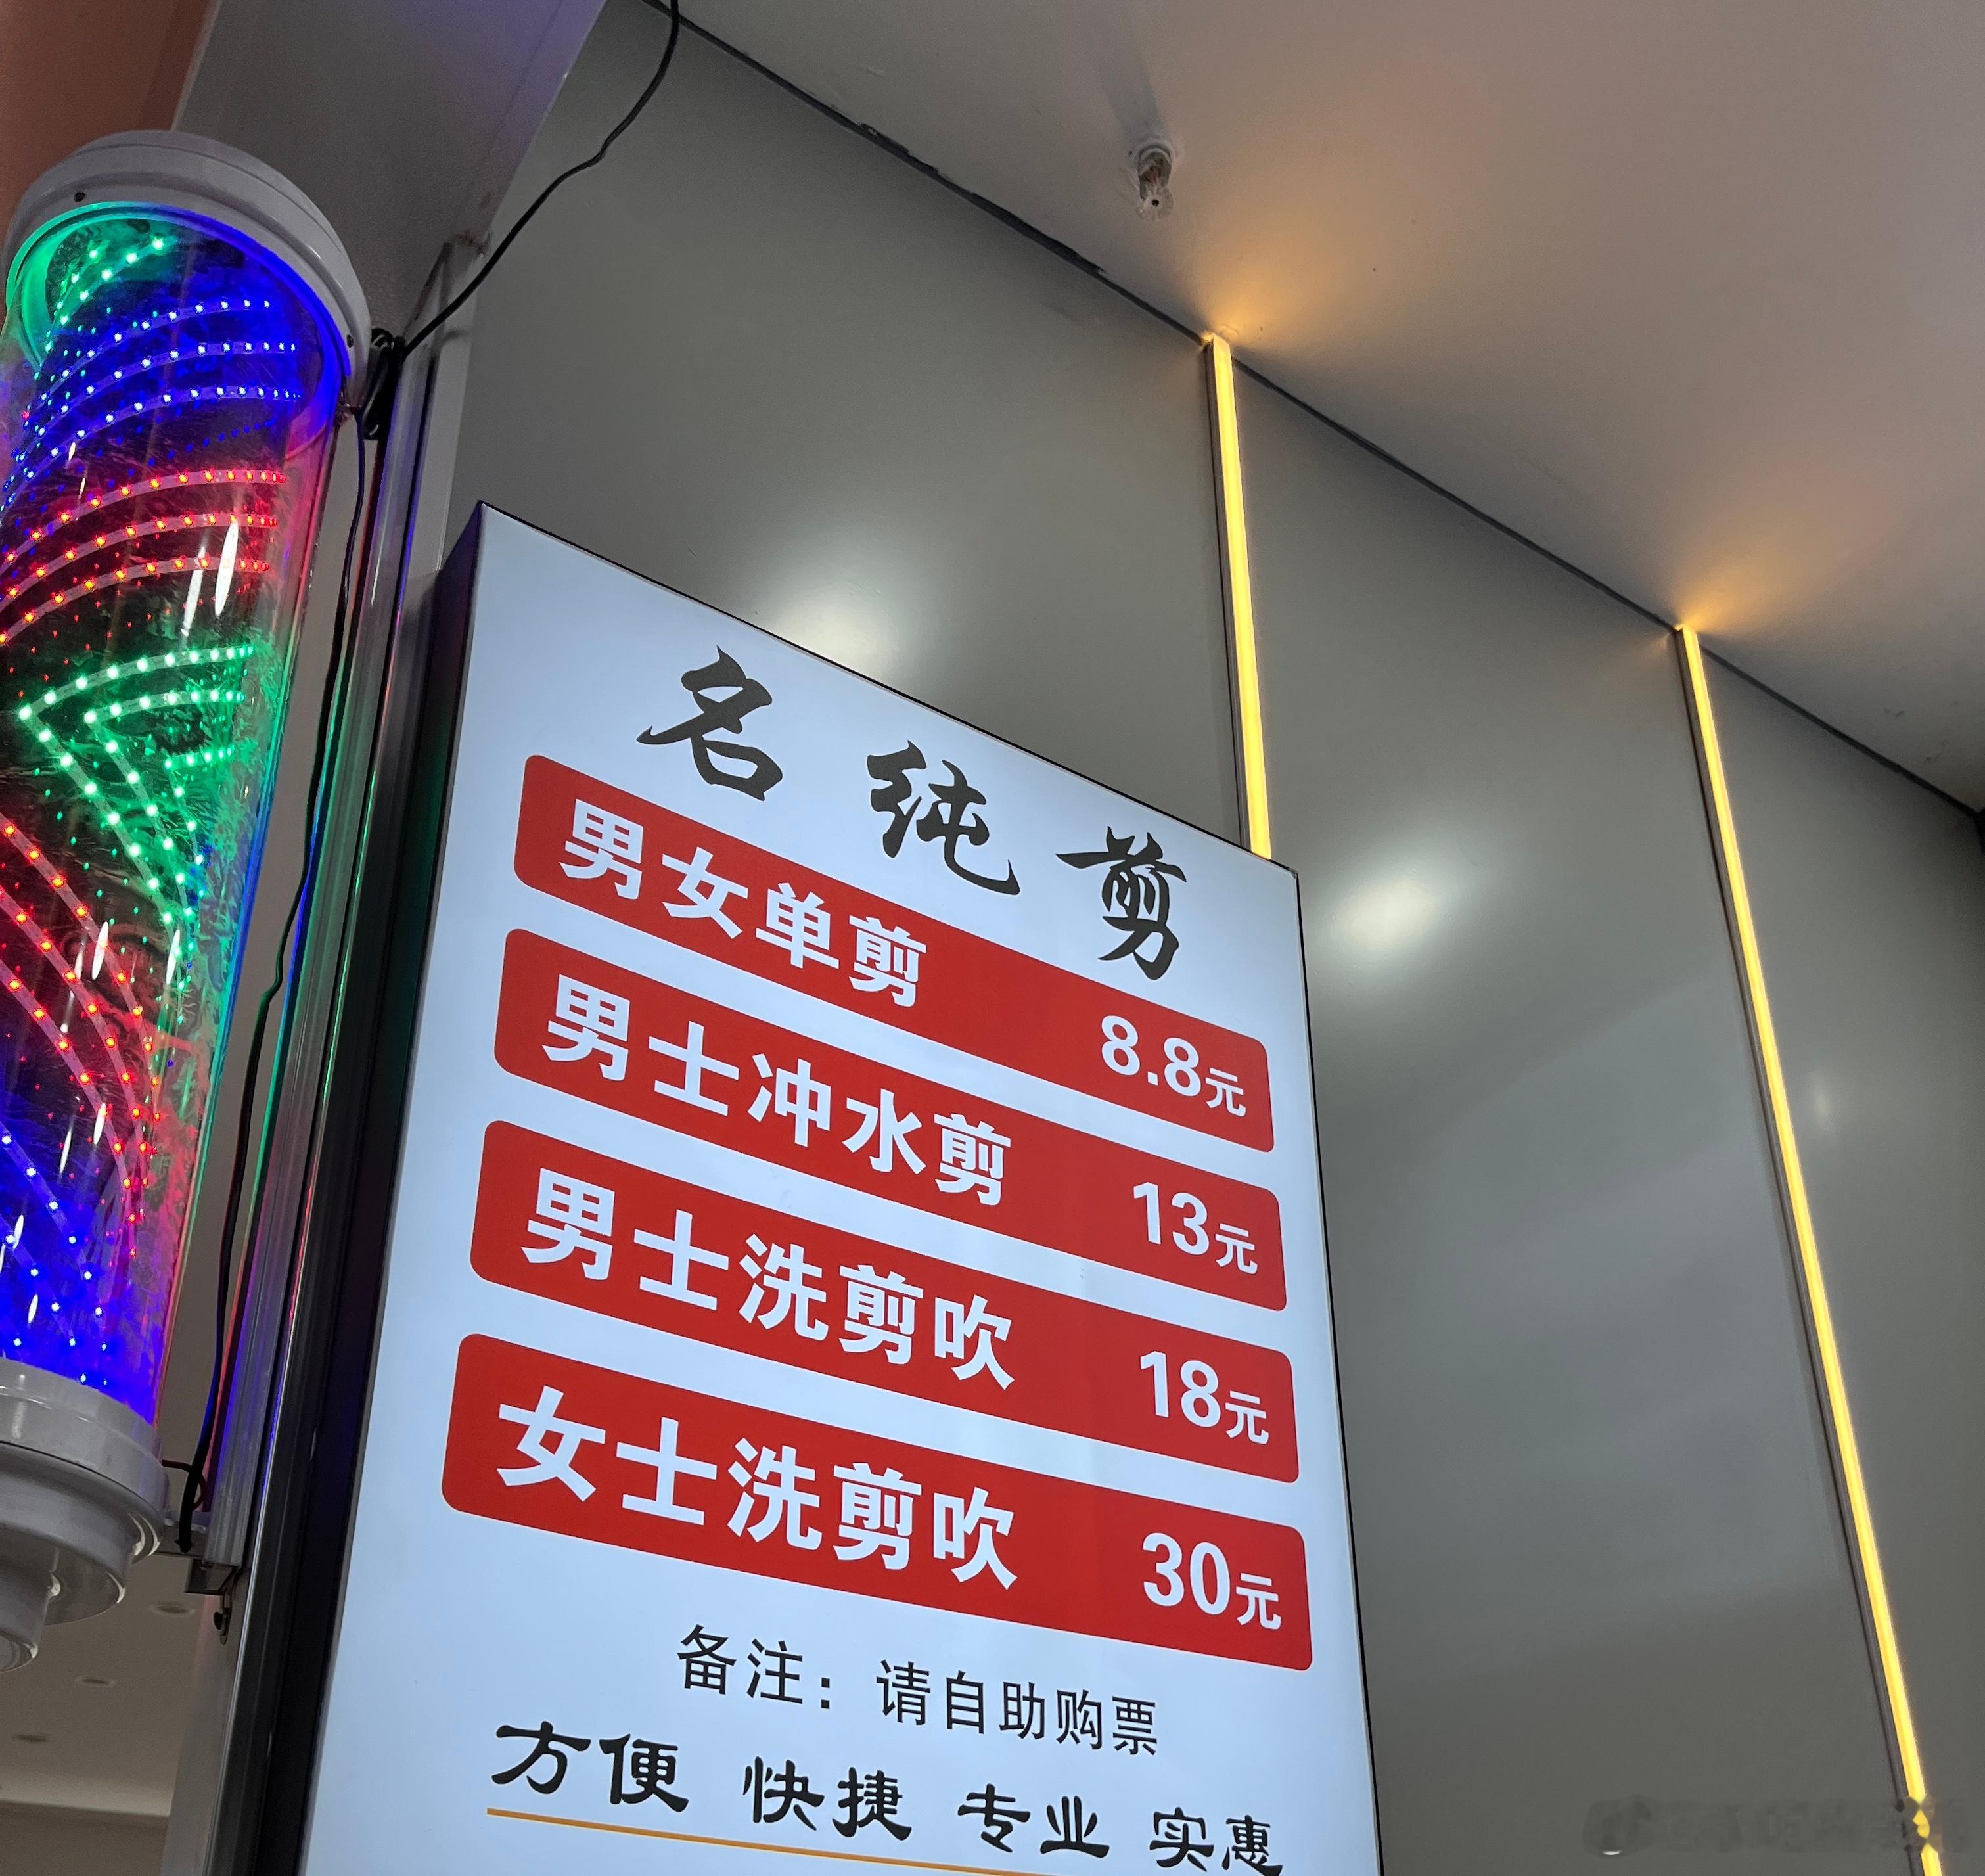 名纯剪
男女单剪 8.8元
男士冲水剪 13元
男士洗剪吹 18元
女士洗剪吹 30元
备注：请自助购票
方便 快捷 专业 实惠